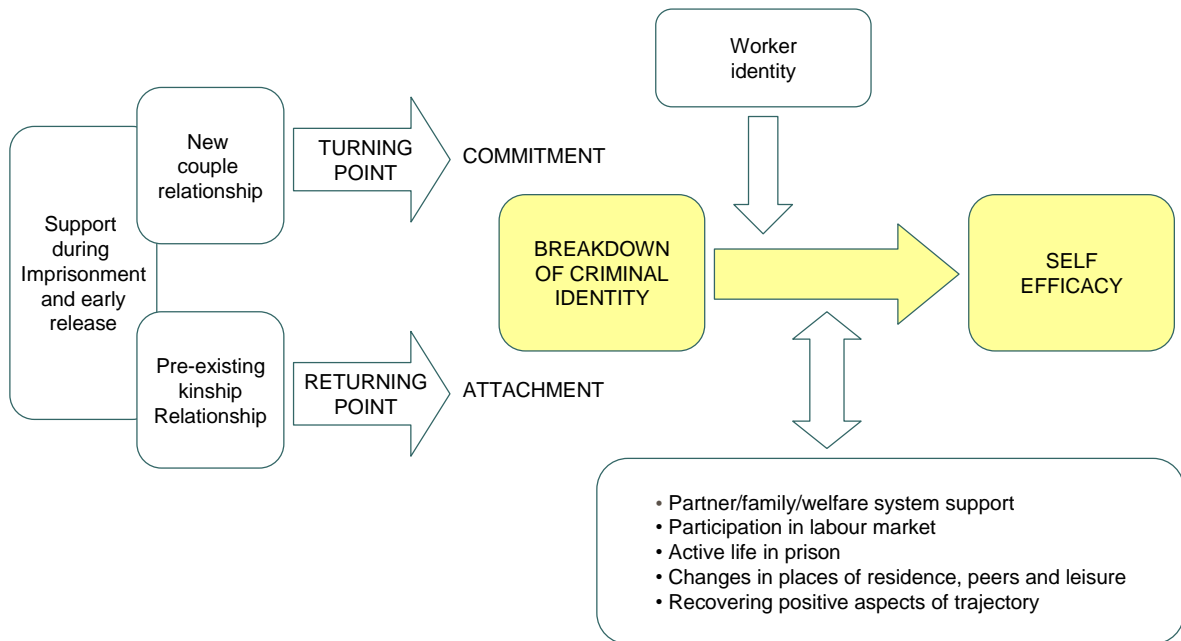 Worker
identity
New
couple
relationship
TURNING
POINT
COMMITMENT
Support
during
Imprisonment
and early
release
BREAKDOWN
OF CRIMINAL
IDENTITY
SELF
EFFICACY
Pre-existing
kinship
Relationship
RETURNING
POINT
ATTACHMENT
• Partner/family/welfare system support
• Participation in labour market
• Active life in prison
• Changes in places of residence, peers and leisure
• Recovering positive aspects of trajectory